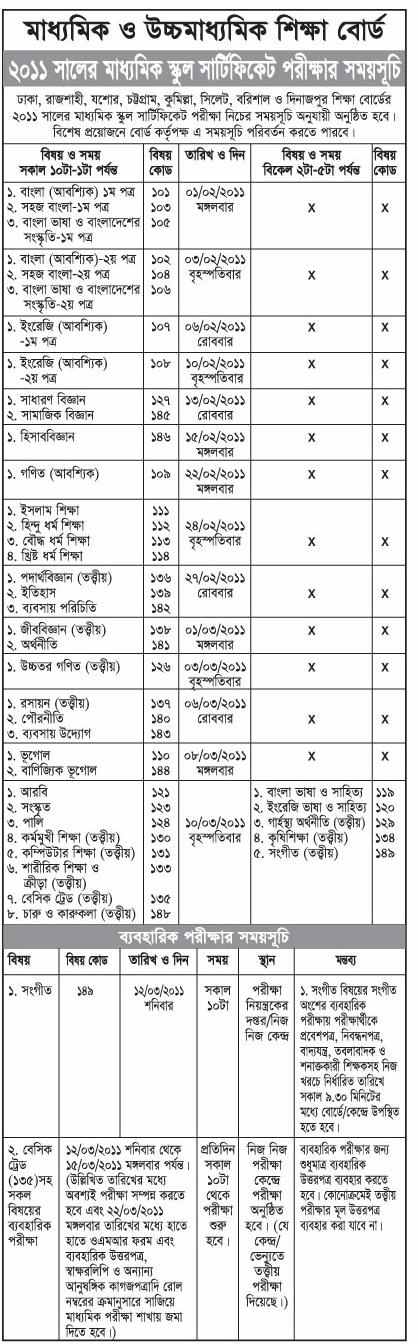 মাধ্যমিক ও উচ্চমাধ্যমিক শিক্ষা বোর্ড
২০১১ সালের মাধ্যমিক স্কুল সার্টিফিকেট পরীক্ষার সময়সূচি
ঢাকা, রাজশাহী, যশোর, চট্টগ্রাম, কুমিল্লা, সিলেট, বরিশাল ও দিনাজপুর শিক্ষা বোর্ডের
২০১১ সালের মাধ্যমিক স্কুল সার্টিফিকেট পরীক্ষা নিচের সময়সূচি অনুযায়ী অনুষ্ঠিত হবে।
বিশেষ প্রয়োজনে বোর্ড কর্তৃপক্ষ এ সময়সূচি পরিবর্তন করতে পারবে।
বিষয় ও সময় বিষয় তারিখ ও দিন বিষয় ও সময় বিষয়
সকাল ১০টা-১টা পর্যন্ত কোড বিকেল ২টা-৫টা পর্যন্ত কোড
১. বাংলা (আবশ্যিক) ১ম পত্র ১০১ ০১/০২/২০১১
২. সহজ বাংলা-১ম পত্র ১০৩ মঙ্গলবার x x
৩. বাংলা ভাষা ও বাংলাদেশের ১০৫
সংস্কৃতি-১ম পত্র
১. বাংলা (আবশ্যিক)-২য় পত্র ১০২ ০৩/০২/২০১১
২. সহজ বাংলা-২য় পত্র ১০৪ বৃহস্পতিবার x x
৩. বাংলা ভাষা ও বাংলাদেশের ১০৬
সংস্কৃতি-২য় পত্র
১. ইংরেজি (আবশ্যিক) ১০৭ ০৬/০২/২০১১ x x
-১ম পত্র রোববার
১. ইংরেজি (আবশ্যিক) ১০৮ ১০/০২/২০১১ x x
-২য় পত্র বৃহস্পতিবার
১. সাধারণ বিজ্ঞান ১২৭ ১৩/০২/২০১১ x x
২. সামাজিক বিজ্ঞান ১৪৫ রোববার
১. হিসাববিজ্ঞান ১৪৬ ১৫/০২/২০১১ x x
মঙ্গলবার
১. গণিত (আবশ্যিক) ১০৯ ২২/০২/২০১১ x x
মঙ্গলবার
১. ইসলাম শিক্ষা ১১১
২. হিন্দু ধর্ম শিক্ষা ১১২ ২৪/০২/২০১১
৩. বৌদ্ধ ধর্ম শিক্ষা ১১৩ বৃহস্পতিবার x x
৪. খ্রিষ্ট ধর্ম শিক্ষা ১১৪
১. পদার্থবিজ্ঞান (তত্ত্বীয়) ১৩৬ ২৭/০২/২০১১
২. ইতিহাস ১৩৯ রোববার x x
৩. ব্যবসায় পরিচিতি ১৪২
১. জীববিজ্ঞান (তত্ত্বীয়) ১৩৮ ০১/০৩/২০১১ x x
২. অর্থনীতি ১৪১ মঙ্গলবার
১. উচ্চতর গণিত (তত্ত্বীয়) ১২৬ ০৩/০৩/২০১১ x x
বৃহস্পতিবার
১. রসায়ন (তত্ত্বীয়) ১৩৭ ০৬/০৩/২০১১
২. পৌরনীতি ১৪০ রোববার x x
৩. ব্যবসায় উদ্যোগ ১৪৩
১. ভূগোল ১১০ ০৮/০৩/২০১১ x x
২. বাণিজ্যিক ভূগোল ১৪৪ মঙ্গলবার
১. আরবি ১২১ ১. বাংলা ভাষা ও সাহিত্য ১১৯
২. সংস্কৃত ১২৩ ২. ইংরেজি ভাষা ও সাহিত্য ১২০
৩. পালি ১২৪ ১০/০৩/২০১১ ৩. গার্হস্থ্য অর্থনীতি (তত্ত্বীয়) ১২৯
৪. কর্মমুখী শিক্ষা (তত্ত্বীয়) ১৩০ বৃহস্পতিবার ৪. কৃষিশিক্ষা (তত্ত্বীয়) ১৩৪
৫. কম্পিউটার শিক্ষা (তত্ত্বীয়) ১৩১ ৫. সংগীত (তত্ত্বীয়) ১৪৯
৬. শারীরিক শিক্ষা ও ১৩৩
ক্রীড়া (তত্ত্বীয়)
৭. বেসিক ট্রেড (তত্ত্বীয়) ১৩৫
৮. চারু ও কারুকলা (তত্ত্বীয়) ১৪৮
ব্যবহারিক পরীক্ষার সময়সূচি
বিষয় বিষয় কোড তারিখ ও দিন সময় স্থান মন্তব্য
১. সংগীত ১৪৯ ১২/০৩/২০১১
শনিবার
সকাল
১০টা
পরীক্ষা
নিয়ন্ত্রকের
দপ্তর/নিজ
নিজ কেন্দ্র
১. সংগীত বিষয়ের সংগীত
অংশের ব্যবহারিক
পরীক্ষায় পরীক্ষার্থীকে
প্রবেশপত্র, নিবন্ধনপত্র,
বাদ্যযন্ত্র, তবলাবাদক ও
শনাক্তকারী শিক্ষকসহ নিজ
খরচে নির্ধারিত তারিখে
সকাল ৯.৩০ মিনিটের
মধ্যে বোর্ডে/কেন্দ্রে উপস্থিত
হতে হবে।
২. বেসিক
ট্রেড
(১৩৫)সহ
সকল
বিষয়ের
ব্যবহারিক
পরীক্ষা
১২/০৩/২০১১ শনিবার থেকে
১৫/০৩/২০১১ মঙ্গলবার পর্যন্ত।
(উল্লিখিত তারিখের মধ্যে
অবশ্যই পরীক্ষা সম্পন্ন করতে
হবে এবং ২২/০৩/২০১১
মঙ্গলবার তারিখের মধ্যে হাতে
হাতে ওএমআর ফরম এবং
ব্যবহারিক উত্তরপত্র,
স্বাক্ষরলিপি ও অন্যান্য
আনুষঙ্গিক কাগজপত্রাদি রোল
নম্বরের ক্রমানুসারে সাজিয়ে
মাধ্যমিক পরীক্ষা শাখায় জমা
দিতে হবে।)
প্রতিদিন
সকাল
১০টা
থেকে
পরীক্ষা
শুরু
হবে।
নিজ নিজ
পরীক্ষা
কেন্দ্রে
পরীক্ষা
অনুষ্ঠিত
হবে। (যে
কেন্দ্র/
ভেন্যুতে
তত্ত্বীয়
পরীক্ষা
দিয়েছে।)
ব্যবহারিক পরীক্ষার জন্য
শুধুমাত্র ব্যবহারিক
উত্তরপত্র ব্যবহার করতে
হবে। কোনোক্রমেই তত্ত্বীয়
পরীক্ষার মূল উত্তরপত্র
ব্যবহার করা যাবে না।